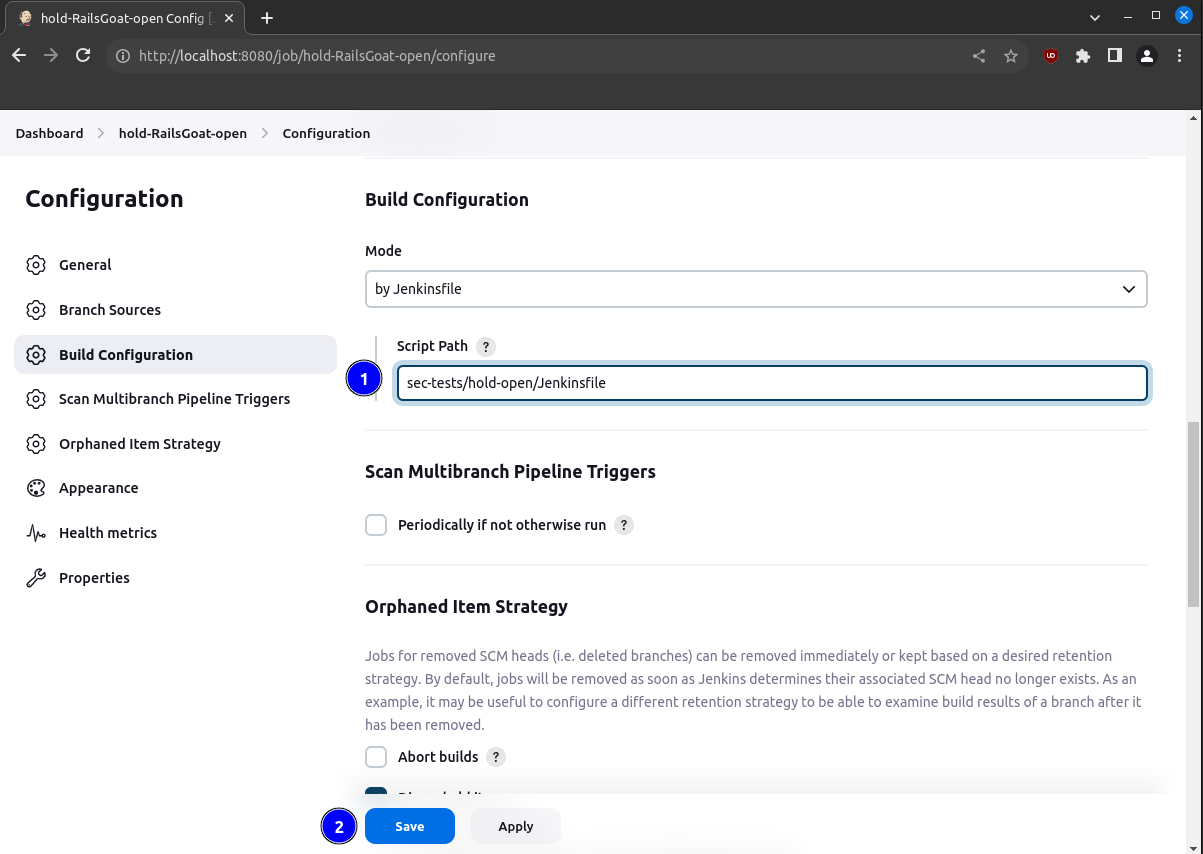 hold-RailsGoat-open Config [
http://localhost:8080/job/hold-RailsGoat-open/configure
Dashboard
hold-RailsGoat-open
Configuration
Configuration
General
Branch Sources
Build Configuration
Scan Multibranch Pipeline Triggers
Orphaned Item Strategy
Appearance
Health metrics
Properties
Build Configuration
Mode
by Jenkinsfile
Script Path ?
1
sec-tests/hold-open/Jenkinsfile
Scan Multibranch Pipeline Triggers
Periodically if not otherwise run ?
Orphaned Item Strategy
Jobs for removed SCM heads (i.e. deleted branches) can be removed immediately or kept based on a desired retention
strategy. By default, jobs will be removed as soon as Jenkins determines their associated SCM head no longer exists. As an
example, it may be useful to configure a different retention strategy to be able to examine build results of a branch after it
has been removed.
Abort builds ?
2
Save
Apply